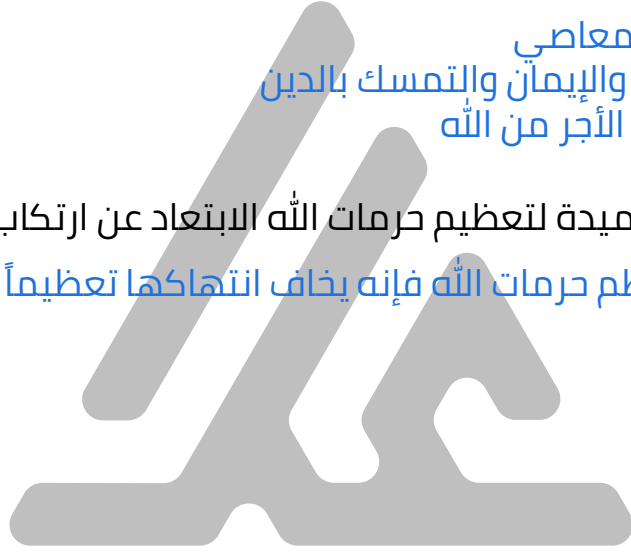 معاصي
والإيمان والتمسك بالدين
الأجر من الله
ميدة لتعظيم حرمات الله الابتعاد عن ارتكاب
ظم حرمات الله فإنه يخاف انتهاكها تعظيماً